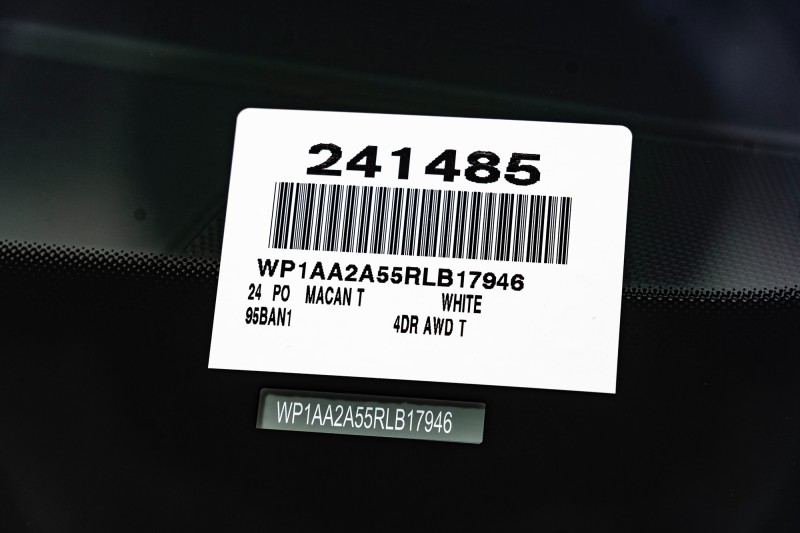 241485
WP1AA2A55RLB17946
24 PO MACAN T WHITE
95BAN1 4DR AWD T
WP1AA2A55RLB17946